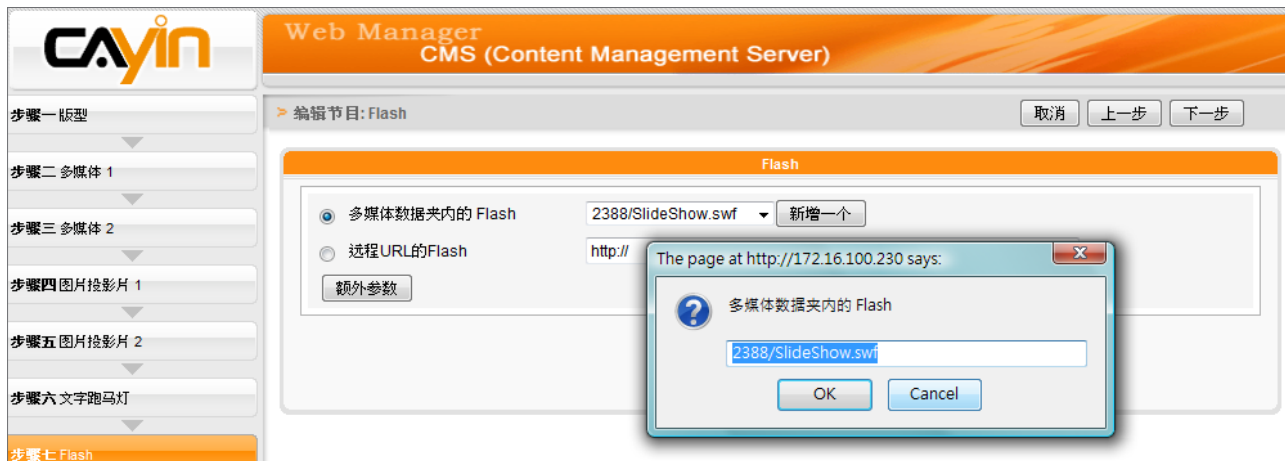 CAyin
Web Manager
CMS (Content Management Server)
步骤一 版型
步骤二 多媒体 1
步骤三 多媒体 2
步骤四 图片投影片 1
步骤五 图片投影片 2
步骤六 文字跑马灯
步骤七 Flash
编辑节目: Flash
取消 上一步 下一步
Flash
多媒体数据夹内的 Flash 2388/SlideShow.swf 新增一个
远程URL的Flash http://
额外参数
The page at http://172.16.100.230 says:
多媒体数据夹内的 Flash
2388/SlideShow.swf
OK Cancel